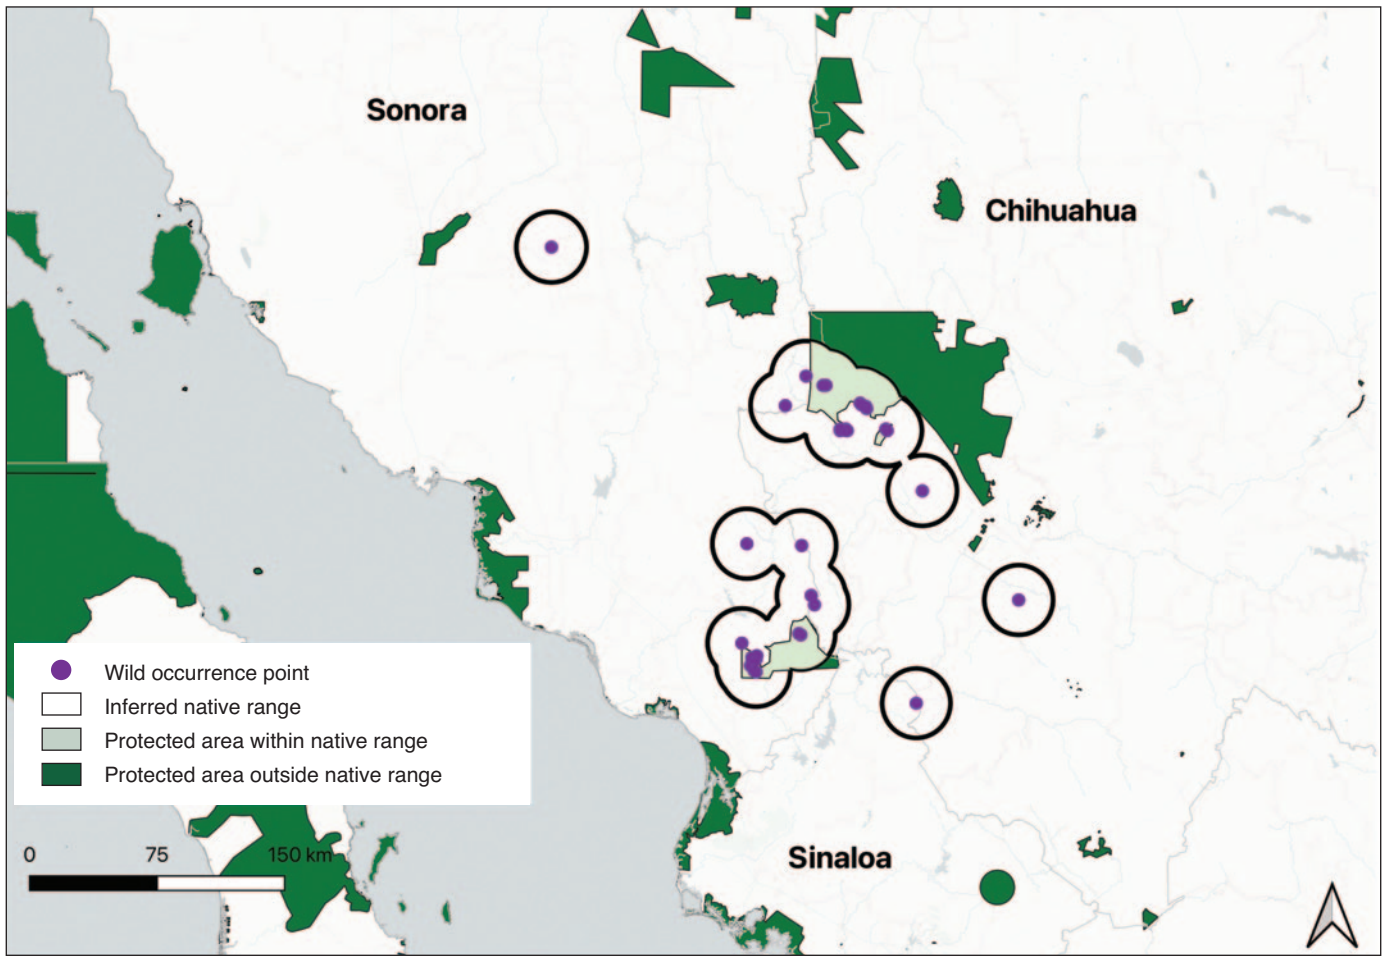 Sonora
Chihuahua
Wild occurrence point
Inferred native range
Protected area within native range
Protected area outside native range
0 75 150 km
Sinaloa